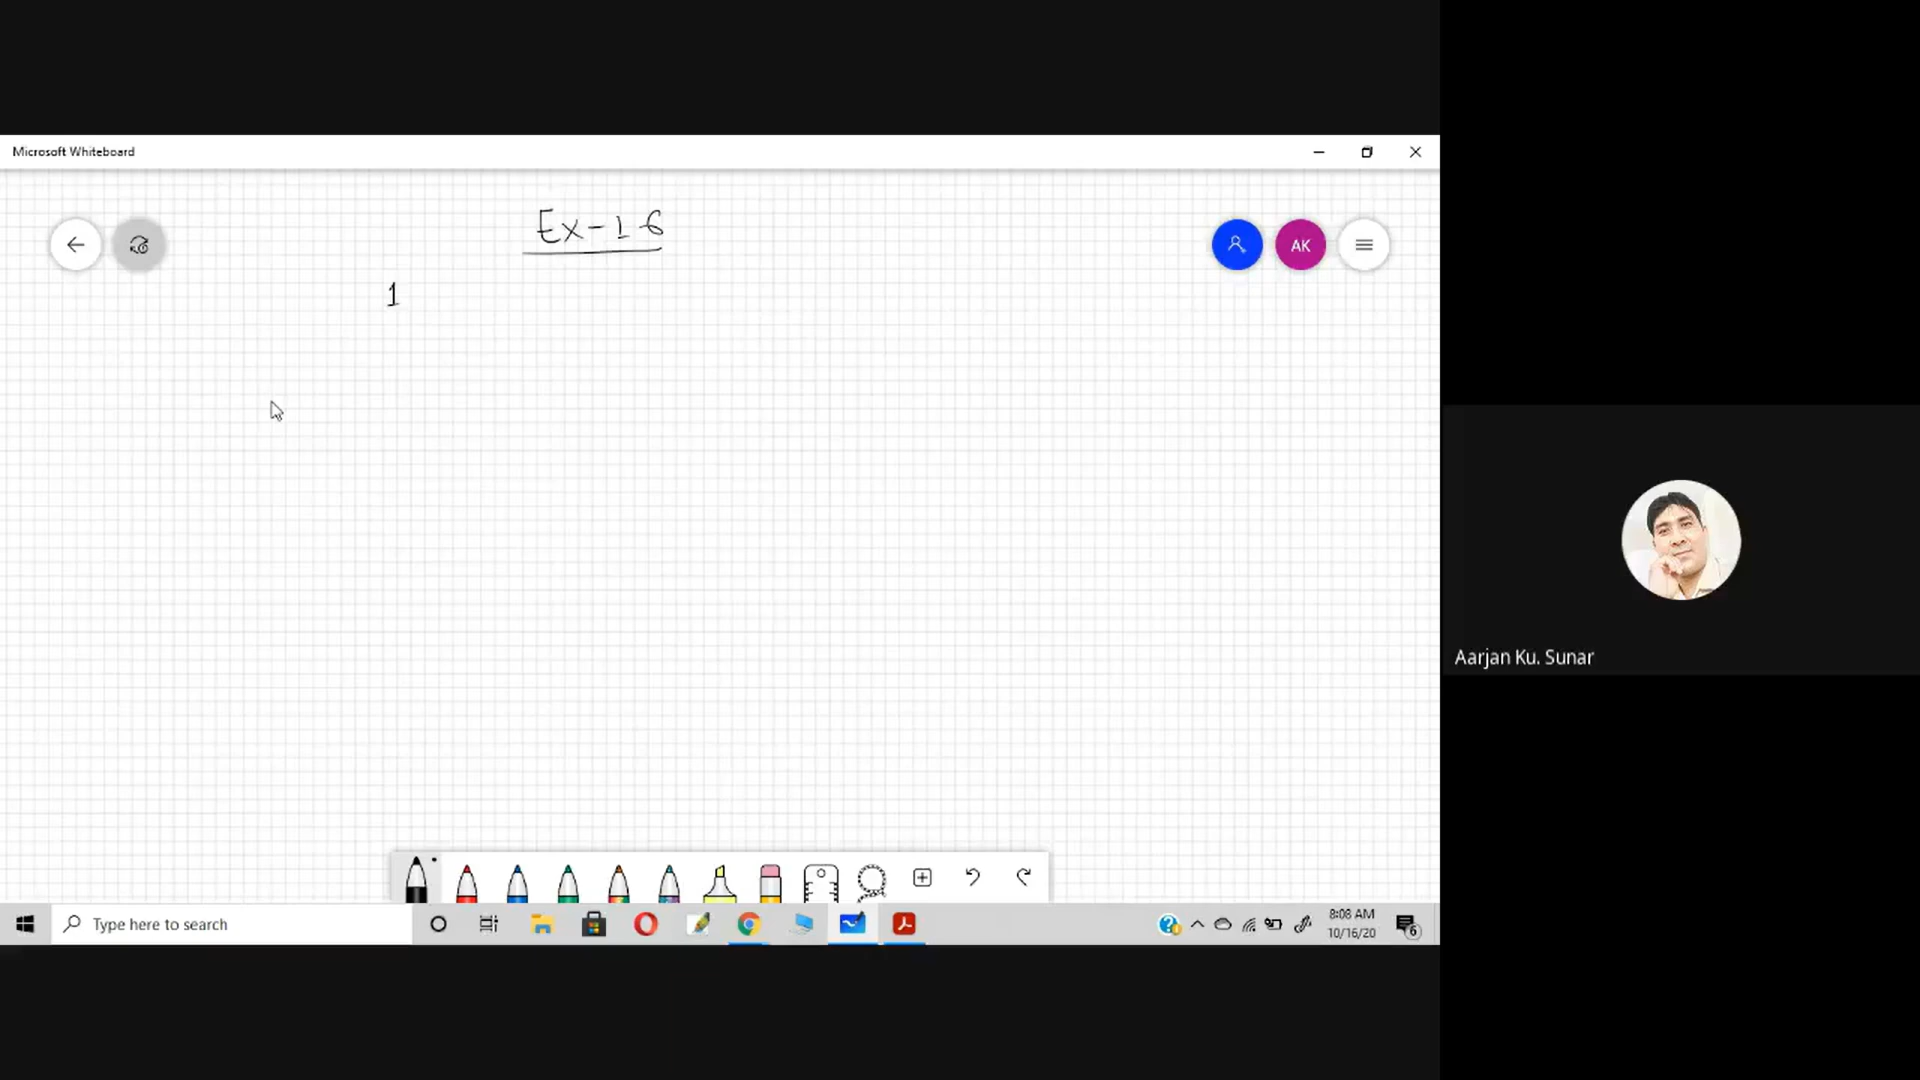 Microsoft Whiteboard
Ex-1 6
AK
1
Aarjan Ku. Sunar
Type here to search
8:08 AM
10/16/20
6